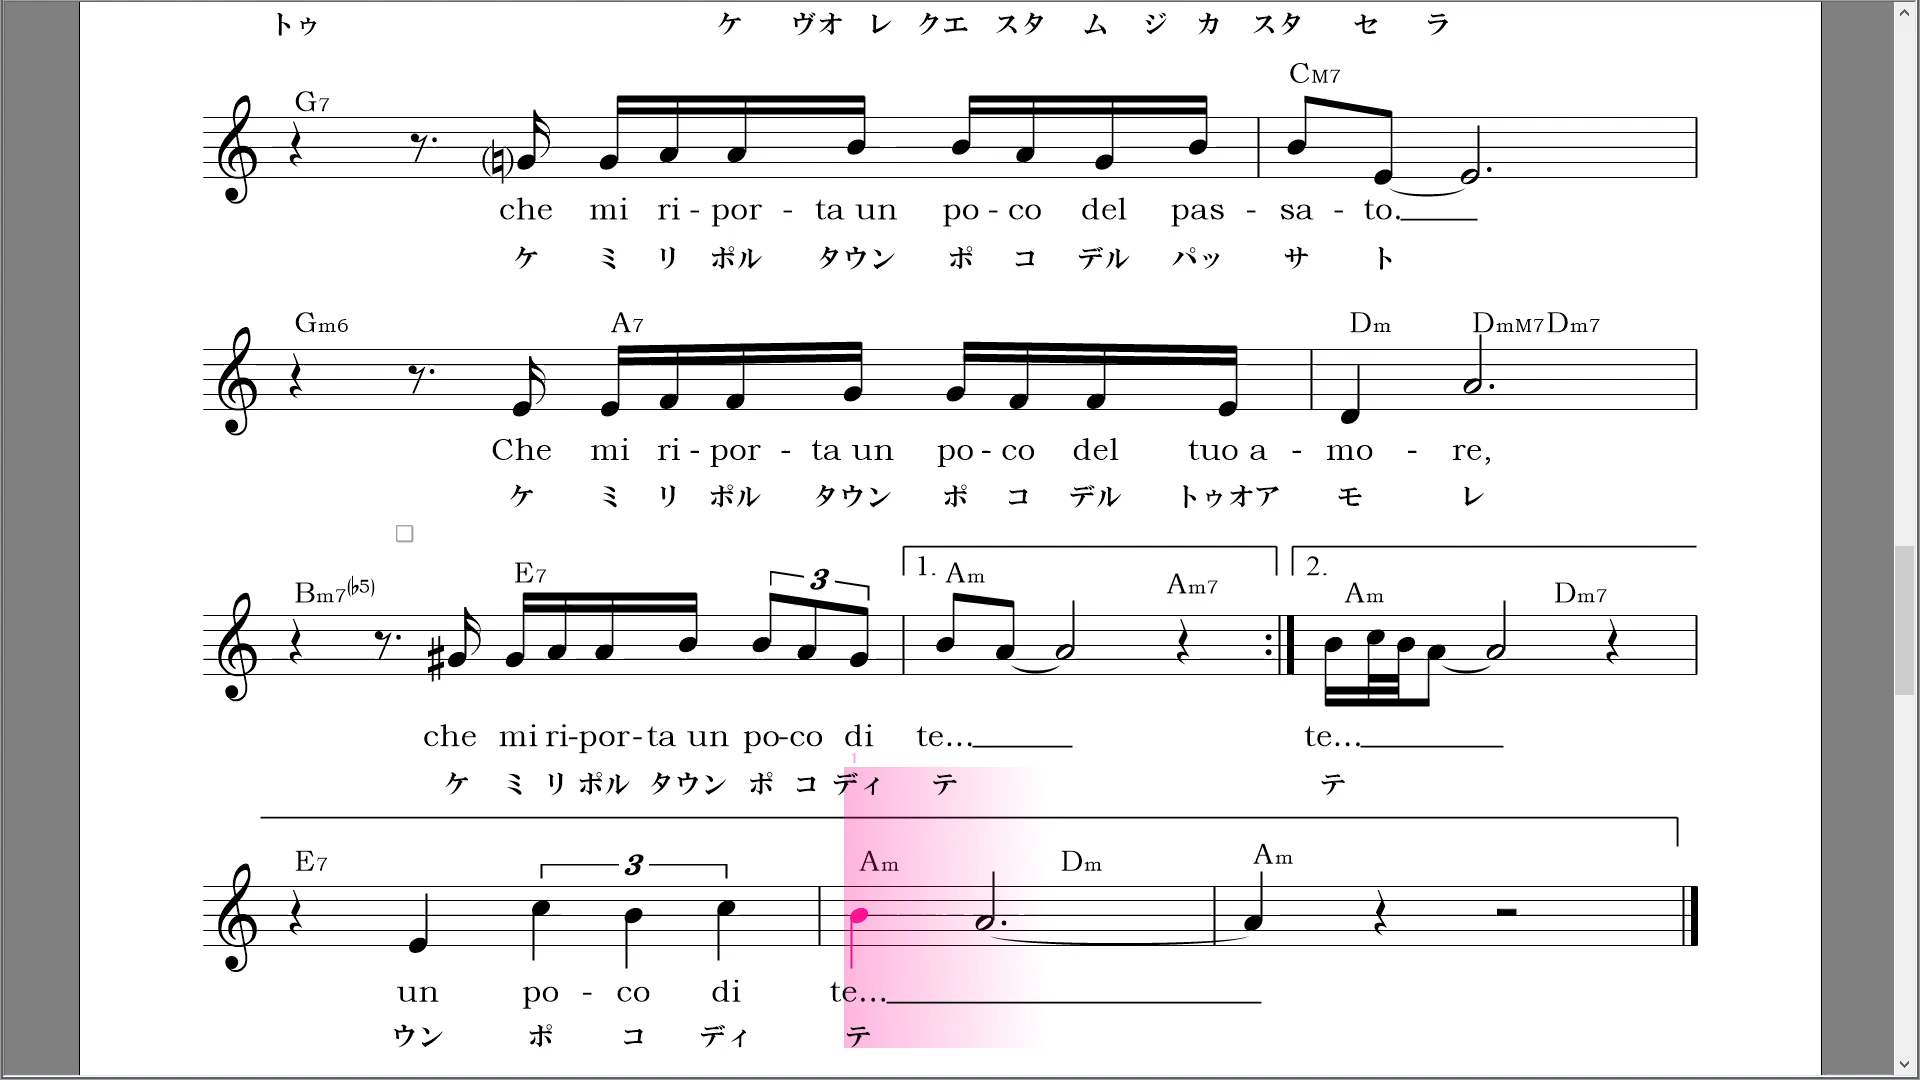 トゥ ケ ヴオ レ クエ スタ ム ジ カ スタ セ ラ
G7 CM7
che mi ri - por - ta un po - co del pas - sa - to.
ケ ミ リ ポル タウン ポ コ デル パッ サ ト
Gm6 A7 Dm DmM7 Dm7
Che mi ri - por - ta un po - co del tuo a - mo - re,
ケ ミ リ ポル タウン ポ コ デル トゥオア モ レ
Bm7(♭5) E7 3 1. Am Am7 2. Am Dm7
che mi ri-por-ta un po-co di te... te...
ケ ミ リ ポル タウン ポ コ ディ テ テ
E7 3 Am Dm Am
un po - co di te...
ウン ポ コ ディ テ